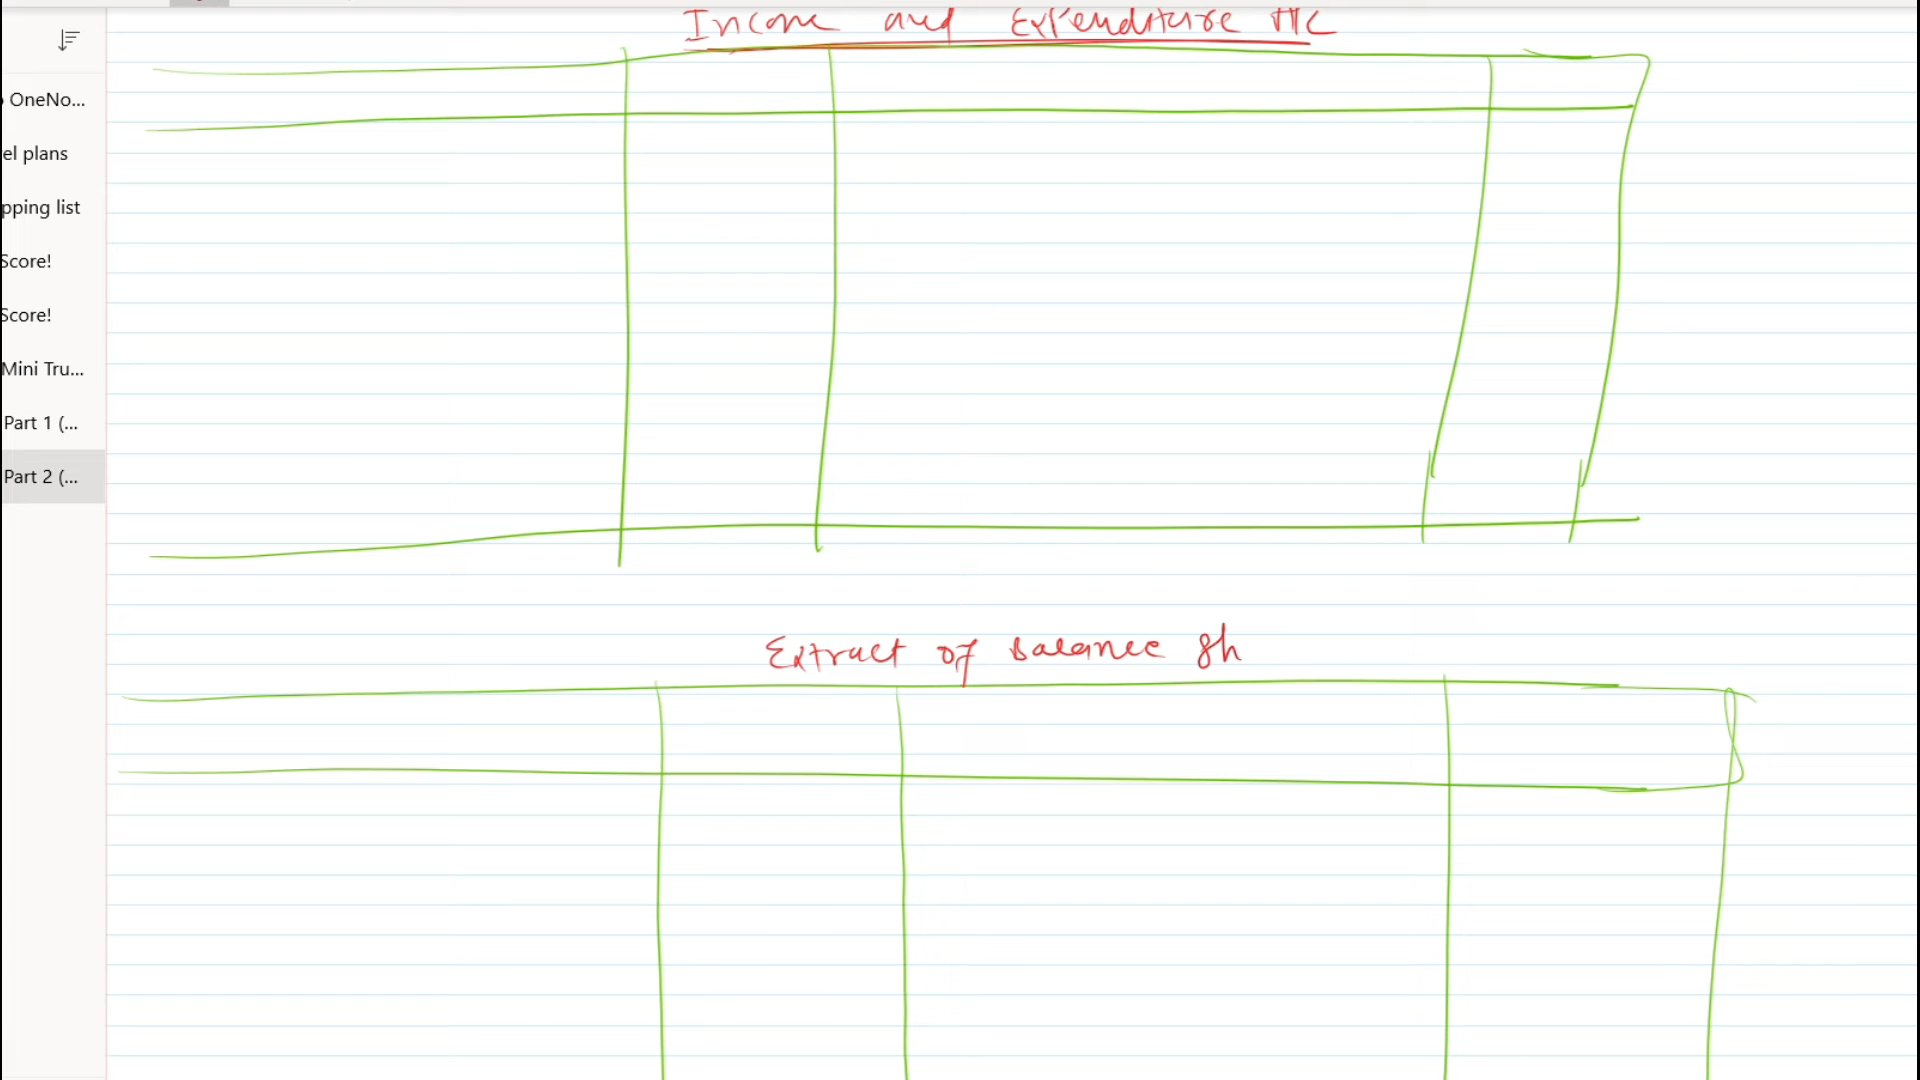 Income and Expenditure A/c
OneNo...
el plans
pping list
Score!
Score!
Mini Tru...
Part 1 (...
Part 2 (...
Extract of Balance Sh